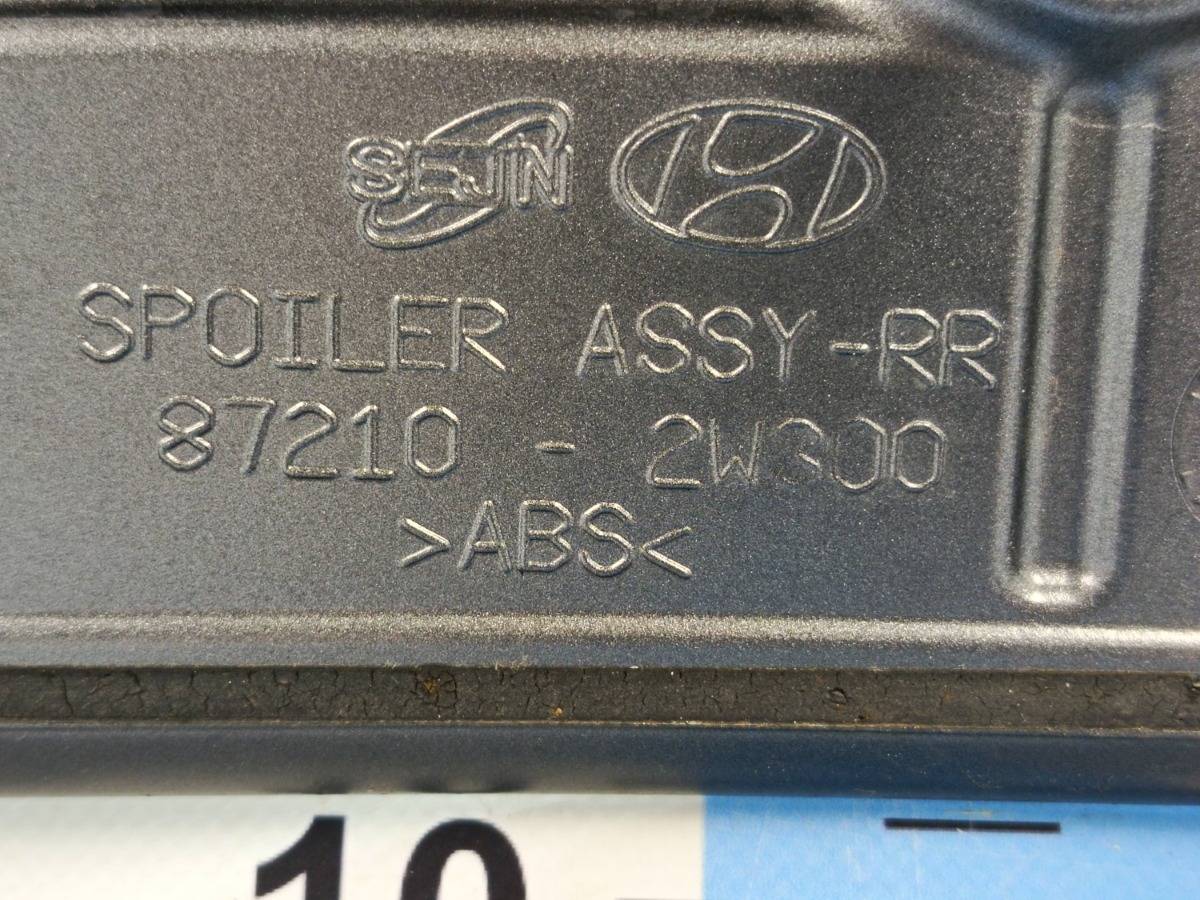 SEJIN
SPOILER ASSY-RR
87210 - 2W300
>ABS<
10